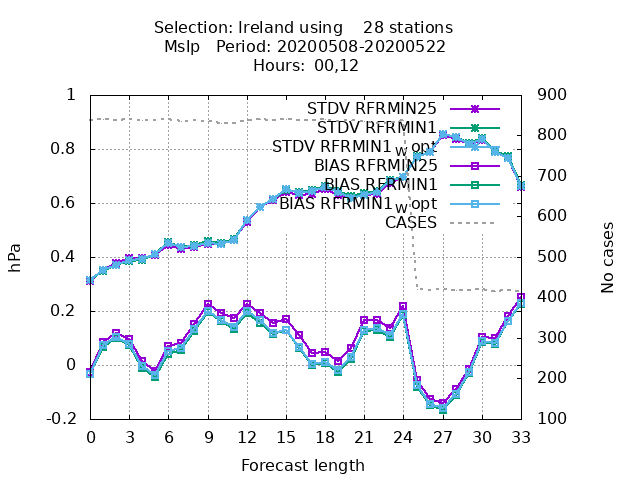 Selection: Ireland using    28 stations
Mslp   Period: 20200508-20200522
Hours: 00,12
1
0.8
0.6
0.4
0.2
0
-0.2
hPa
900
800
700
600
500
400
300
200
100
No cases
STDV RFRMIN25
STDV RFRMIN1
STDV RFRMIN1_w opt
BIAS RFRMIN25
BIAS RFRMIN1
BIAS RFRMIN1_w opt
CASES
0 3 6 9 12 15 18 21 24 27 30 33
Forecast length